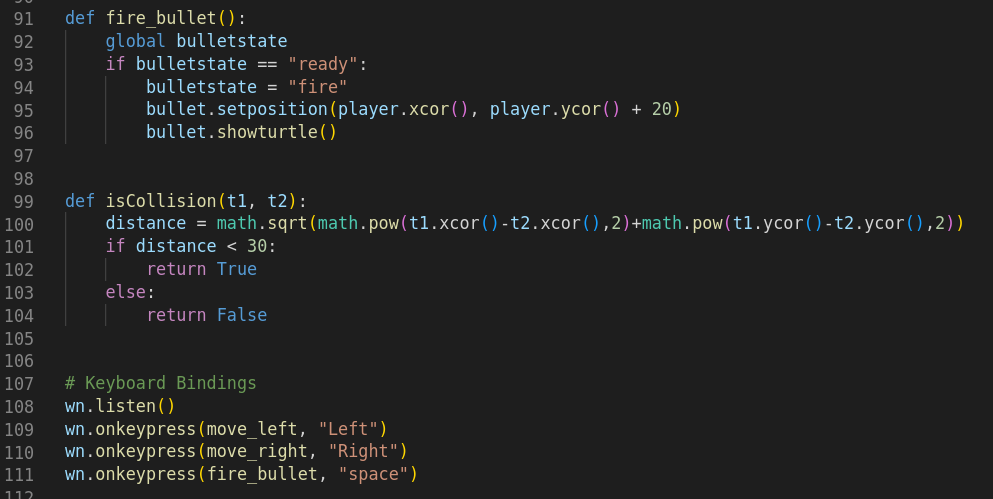 91 def fire_bullet():
92     global bulletstate
93     if bulletstate == "ready":
94         bulletstate = "fire"
95         bullet.setposition(player.xcor(), player.ycor() + 20)
96         bullet.showturtle()
97
98
99 def isCollision(t1, t2):
100     distance = math.sqrt(math.pow(t1.xcor()-t2.xcor(),2)+math.pow(t1.ycor()-t2.ycor(),2))
101     if distance < 30:
102         return True
103     else:
104         return False
105
106
107 # Keyboard Bindings
108 wn.listen()
109 wn.onkeypress(move_left, "Left")
110 wn.onkeypress(move_right, "Right")
111 wn.onkeypress(fire_bullet, "space")
112